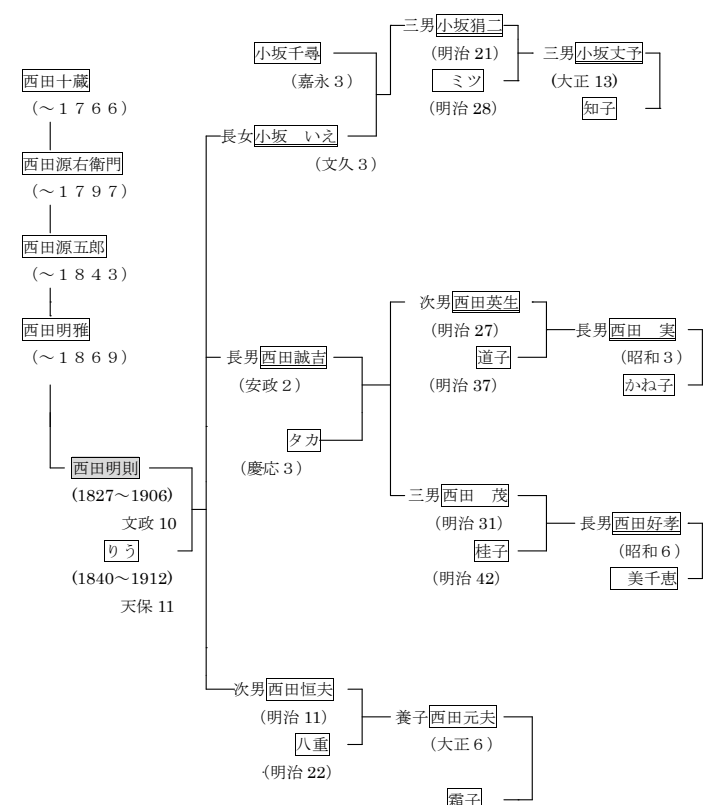 三男小坂狷二
小坂千尋
(明治 21)
三男小坂丈予
(嘉永 3)
ミツ
(大正 13)
(明治 28)
知子
西田十蔵
(~1766)
長女小坂 いえ
(文久 3)
西田源右衛門
(~1797)
西田源五郎
(~1843)
西田明雅
(~1869)
次男西田英生
(明治 27)
長男西田 実
長男西田誠吉
道子
(昭和 3)
(安政 2)
(明治 37)
かね子
タカ
(慶応 3)
西田明則
(1827~1906)
文政 10
りう
(1840~1912)
天保 11
三男西田 茂
(明治 31)
長男西田好孝
桂子
(昭和 6)
(明治 42)
美千恵
次男西田恒夫
(明治 11)
養子西田元夫
八重
(大正 6)
(明治 22)
霜子